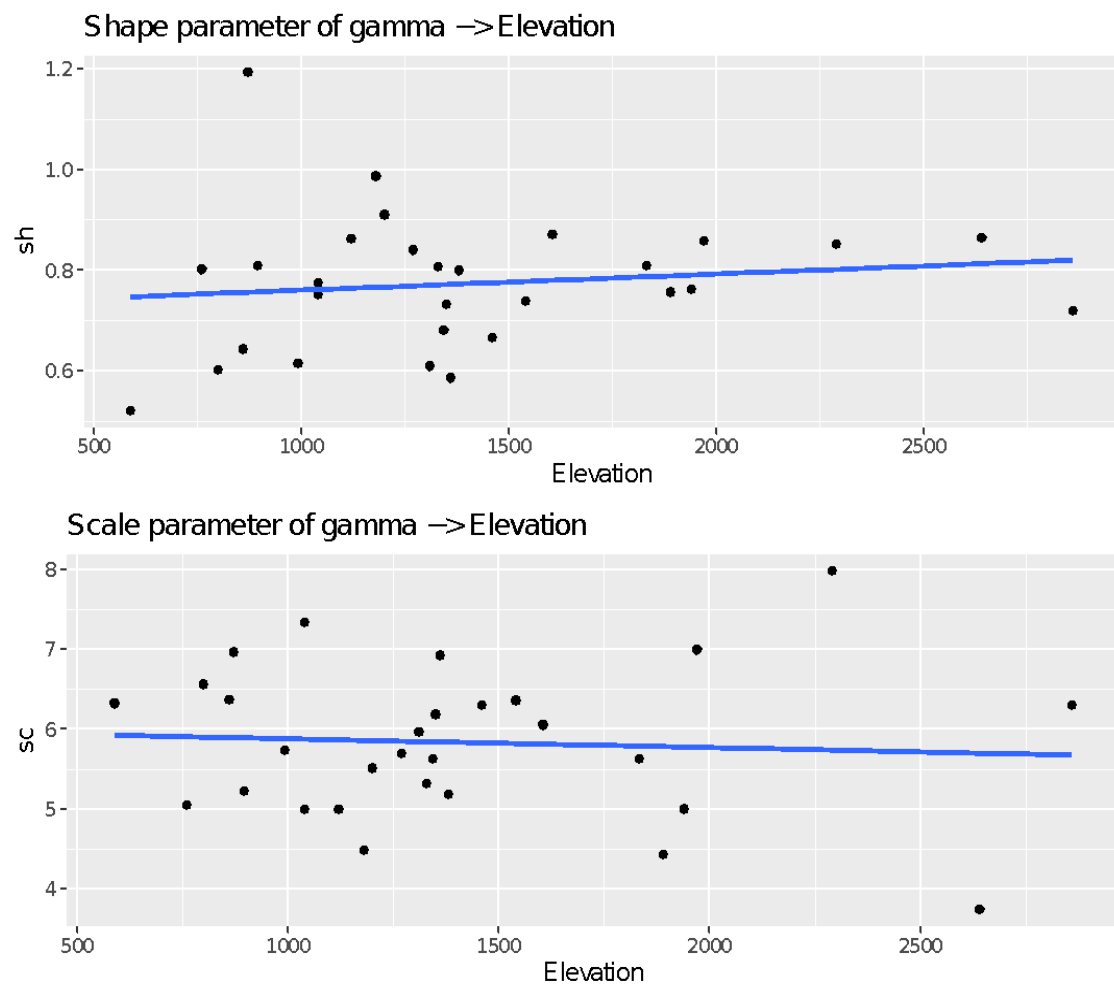 Shape parameter of gamma −> Elevation
1.2
1.0
sh
0.8
0.6
500 1000 1500 2000 2500
Elevation
Scale parameter of gamma −> Elevation
8
7
6
sc
5
4
500 1000 1500 2000 2500
Elevation